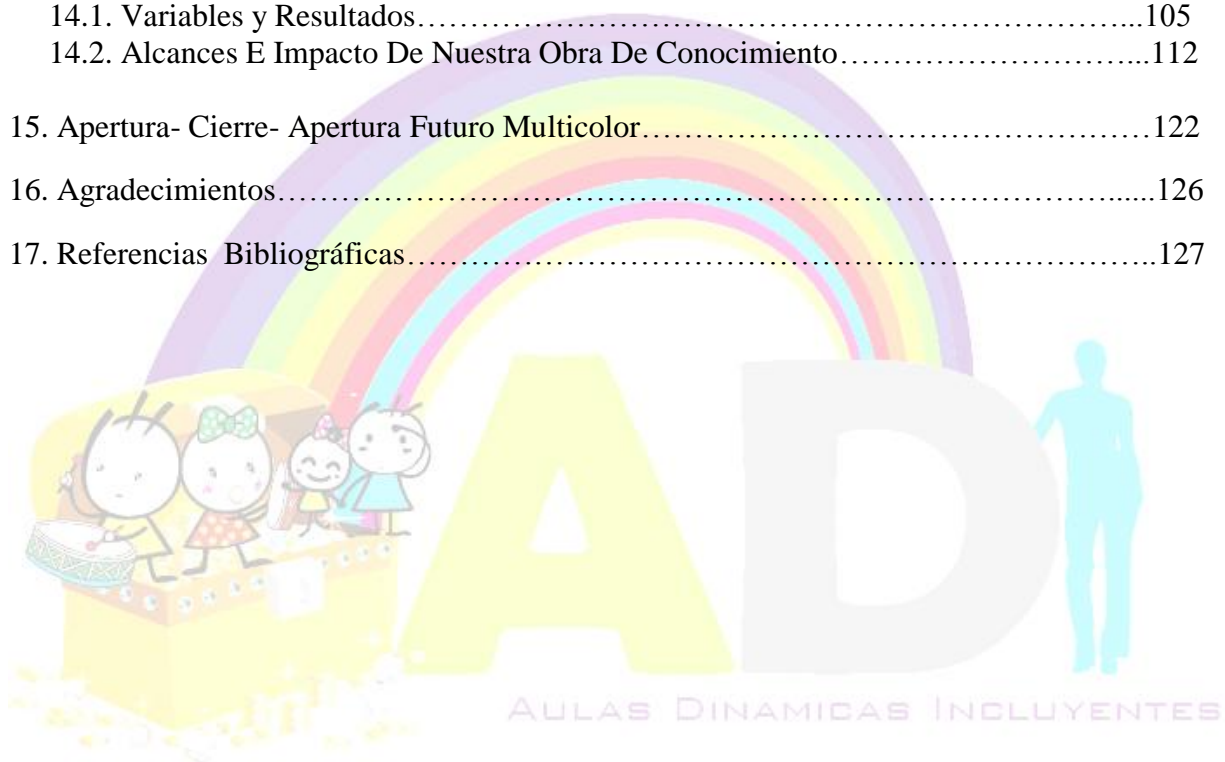 14.1. Variables y Resultados…………………………………………………………...105
14.2. Alcances E Impacto De Nuestra Obra De Conocimiento………………………...112
15. Apertura- Cierre- Apertura Futuro Multicolor……………………………………………122
16. Agradecimientos……………………………………………………………………......126
17. Referencias Bibliográficas……………………………………………………………..127
ADI
AULAS DINAMICAS INCLUYENTES